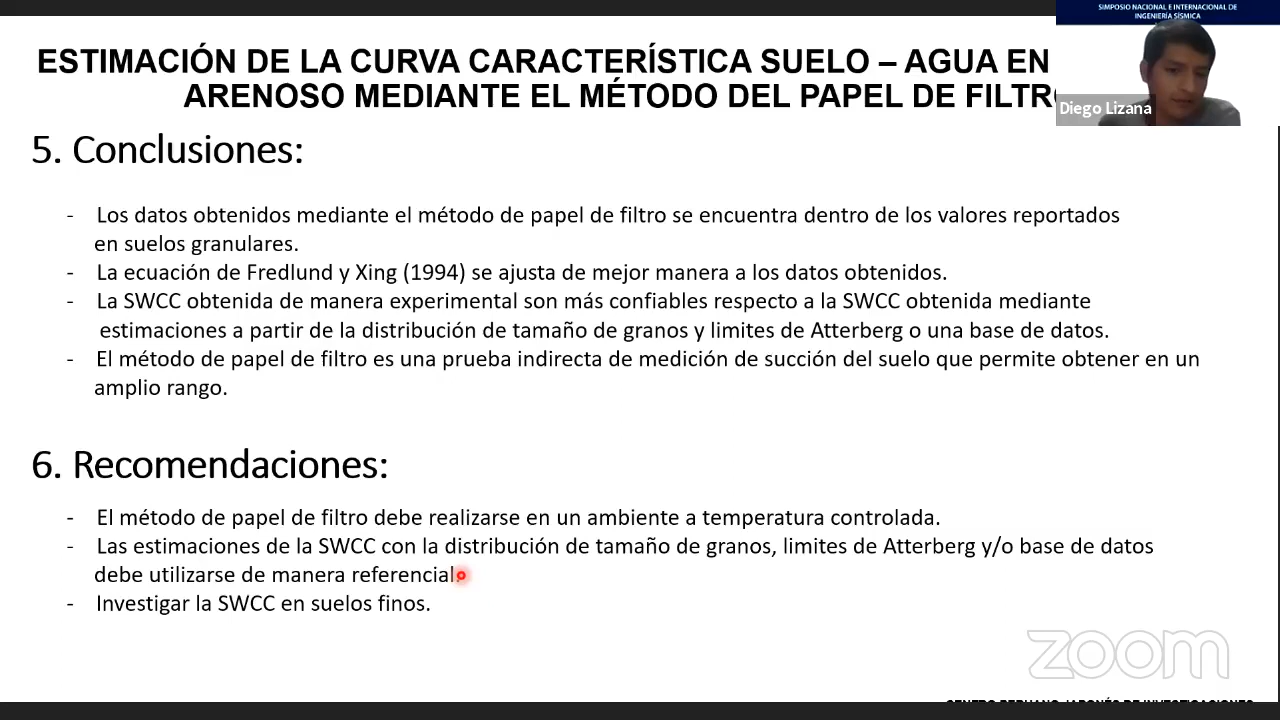 SIMPOSIO NACIONAL E INTERNACIONAL DE
INGENIERÍA SÍSMICA
ESTIMACIÓN DE LA CURVA CARACTERÍSTICA SUELO – AGUA EN
ARENOSO MEDIANTE EL MÉTODO DEL PAPEL DE FILTRO
Diego Lizana
5. Conclusiones:
- Los datos obtenidos mediante el método de papel de filtro se encuentra dentro de los valores reportados
en suelos granulares.
- La ecuación de Fredlund y Xing (1994) se ajusta de mejor manera a los datos obtenidos.
- La SWCC obtenida de manera experimental son más confiables respecto a la SWCC obtenida mediante
estimaciones a partir de la distribución de tamaño de granos y limites de Atterberg o una base de datos.
- El método de papel de filtro es una prueba indirecta de medición de succión del suelo que permite obtener en un
amplio rango.
6. Recomendaciones:
- El método de papel de filtro debe realizarse en un ambiente a temperatura controlada.
- Las estimaciones de la SWCC con la distribución de tamaño de granos, limites de Atterberg y/o base de datos
debe utilizarse de manera referencial.
- Investigar la SWCC en suelos finos.
zoom
CENTRO PERUANO JAPONÉS DE INVESTIGACIONES